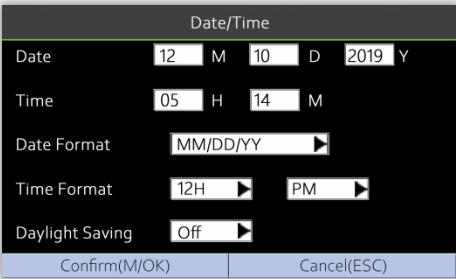 Date/Time
Date 12 M 10 D 2019 Y
Time 05 H 14 M
Date Format MM/DD/YY
Time Format 12H PM
Daylight Saving Off
Confirm(M/OK) Cancel(ESC)